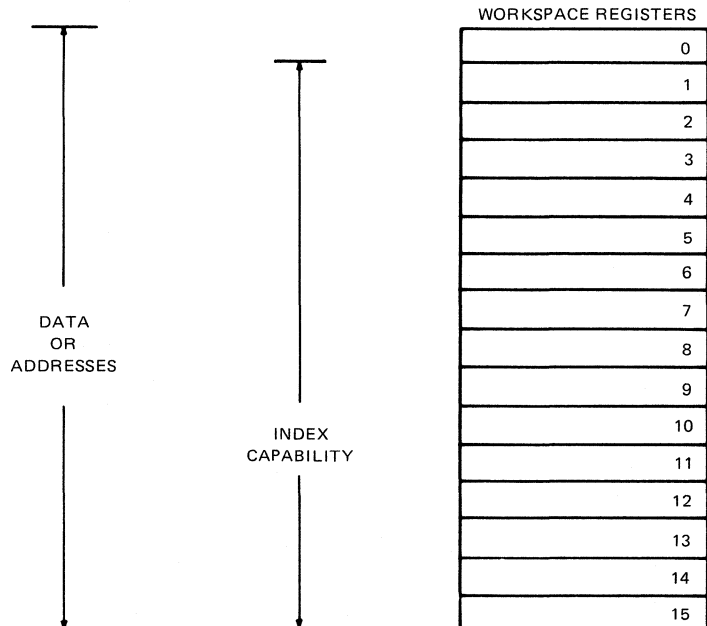 WORKSPACE REGISTERS
0
1
2
3
4
5
6
7
8
9
10
11
12
13
14
15
DATA
OR
ADDRESSES
INDEX
CAPABILITY